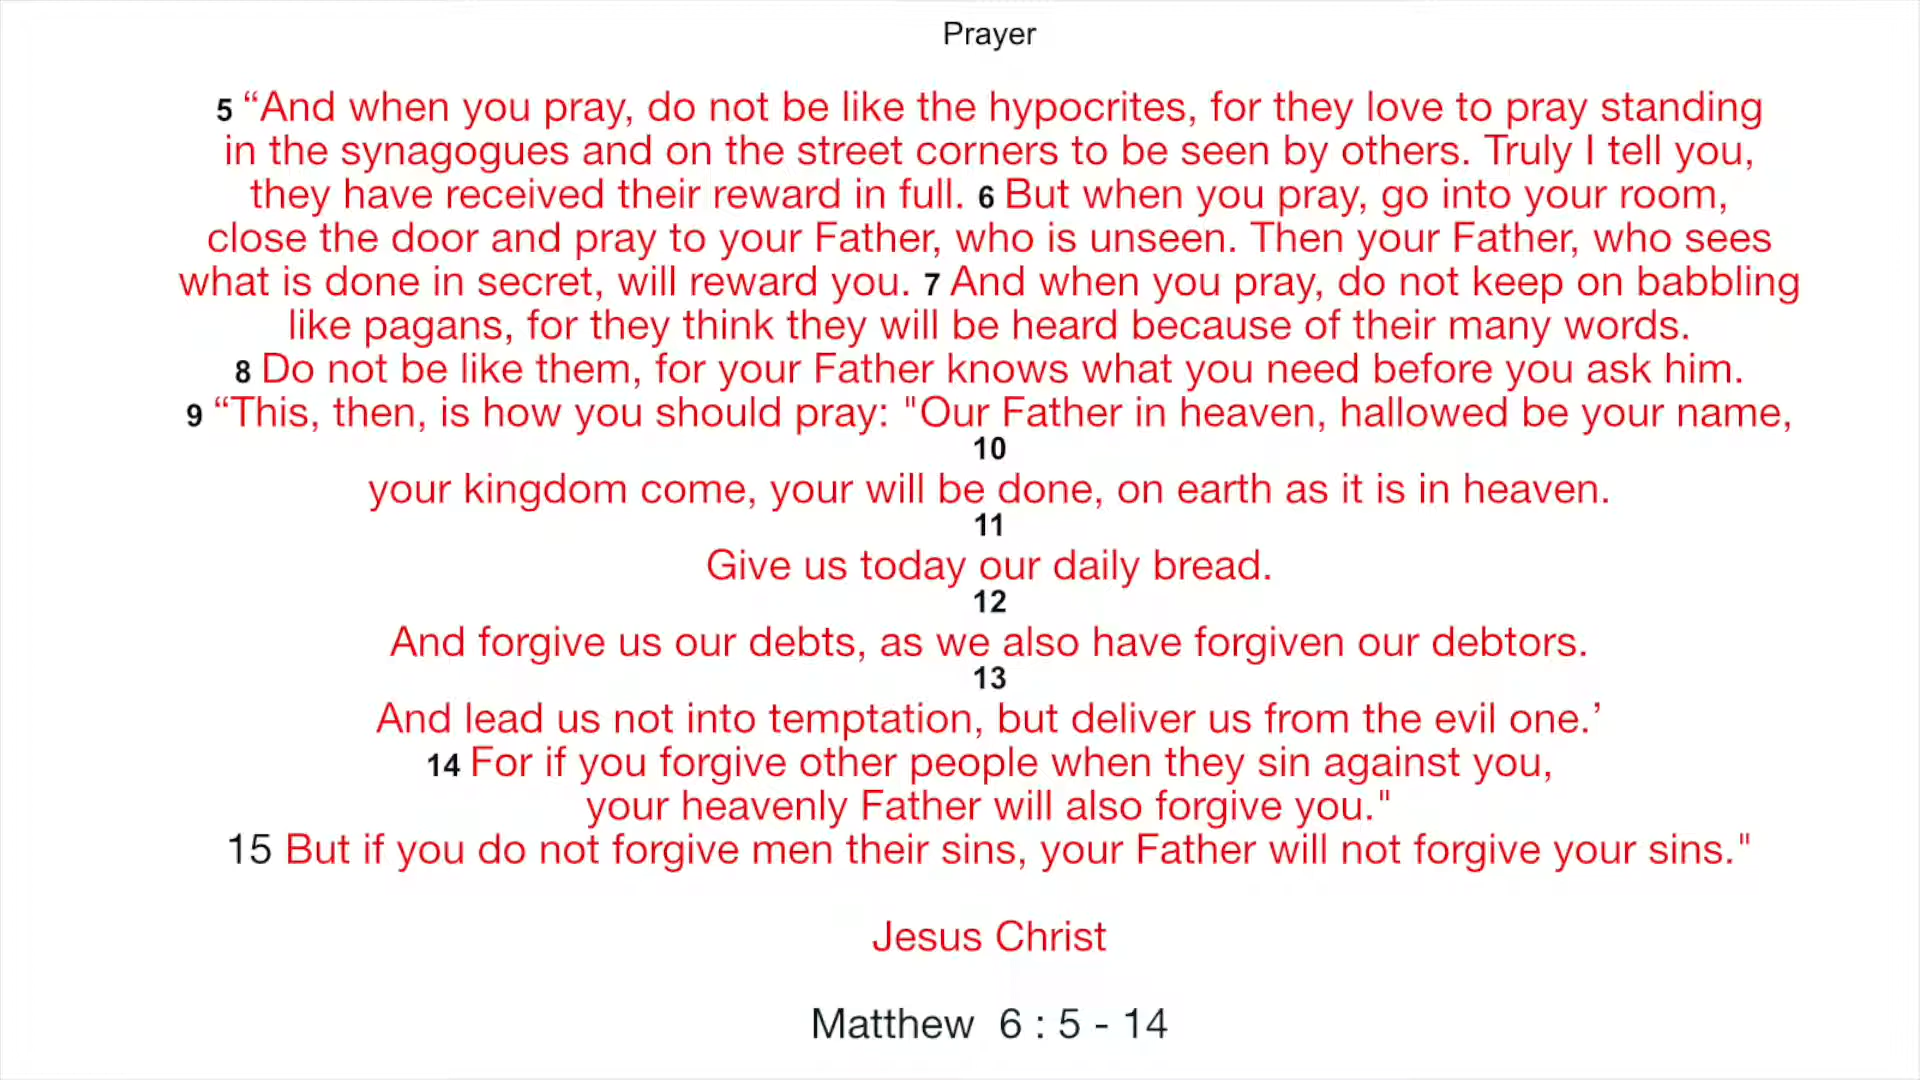 Prayer
5 “And when you pray, do not be like the hypocrites, for they love to pray standing
in the synagogues and on the street corners to be seen by others. Truly I tell you,
they have received their reward in full. 6 But when you pray, go into your room,
close the door and pray to your Father, who is unseen. Then your Father, who sees
what is done in secret, will reward you. 7 And when you pray, do not keep on babbling
like pagans, for they think they will be heard because of their many words.
8 Do not be like them, for your Father knows what you need before you ask him.
9 “This, then, is how you should pray: "Our Father in heaven, hallowed be your name,
10
your kingdom come, your will be done, on earth as it is in heaven.
11
Give us today our daily bread.
12
And forgive us our debts, as we also have forgiven our debtors.
13
And lead us not into temptation, but deliver us from the evil one.’
14 For if you forgive other people when they sin against you,
your heavenly Father will also forgive you."
15 But if you do not forgive men their sins, your Father will not forgive your sins."
Jesus Christ
Matthew  6 : 5 - 14